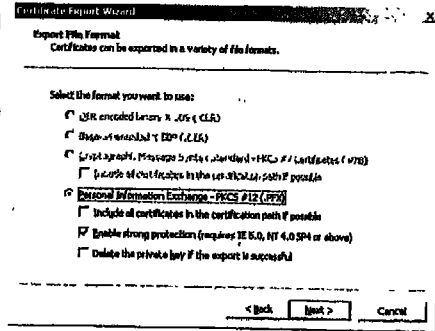 Certificate Export Wizard
X
Export File Format
Certificates can be exported in a variety of file formats.
Select the format you want to use:
DER encoded binary X.509 (.CER)
Base-64 encoded X.509 (.CER)
Cryptographic Message Syntax Standard - PKCS #7 Certificates (.P7B)
Include all certificates in the certification path if possible
Personal Information Exchange - PKCS #12 (.PFX)
Include all certificates in the certification path if possible
Enable strong protection (requires IE 5.0, NT 4.0 SP4 or above)
Delete the private key if the export is successful
< Back
Next >
Cancel